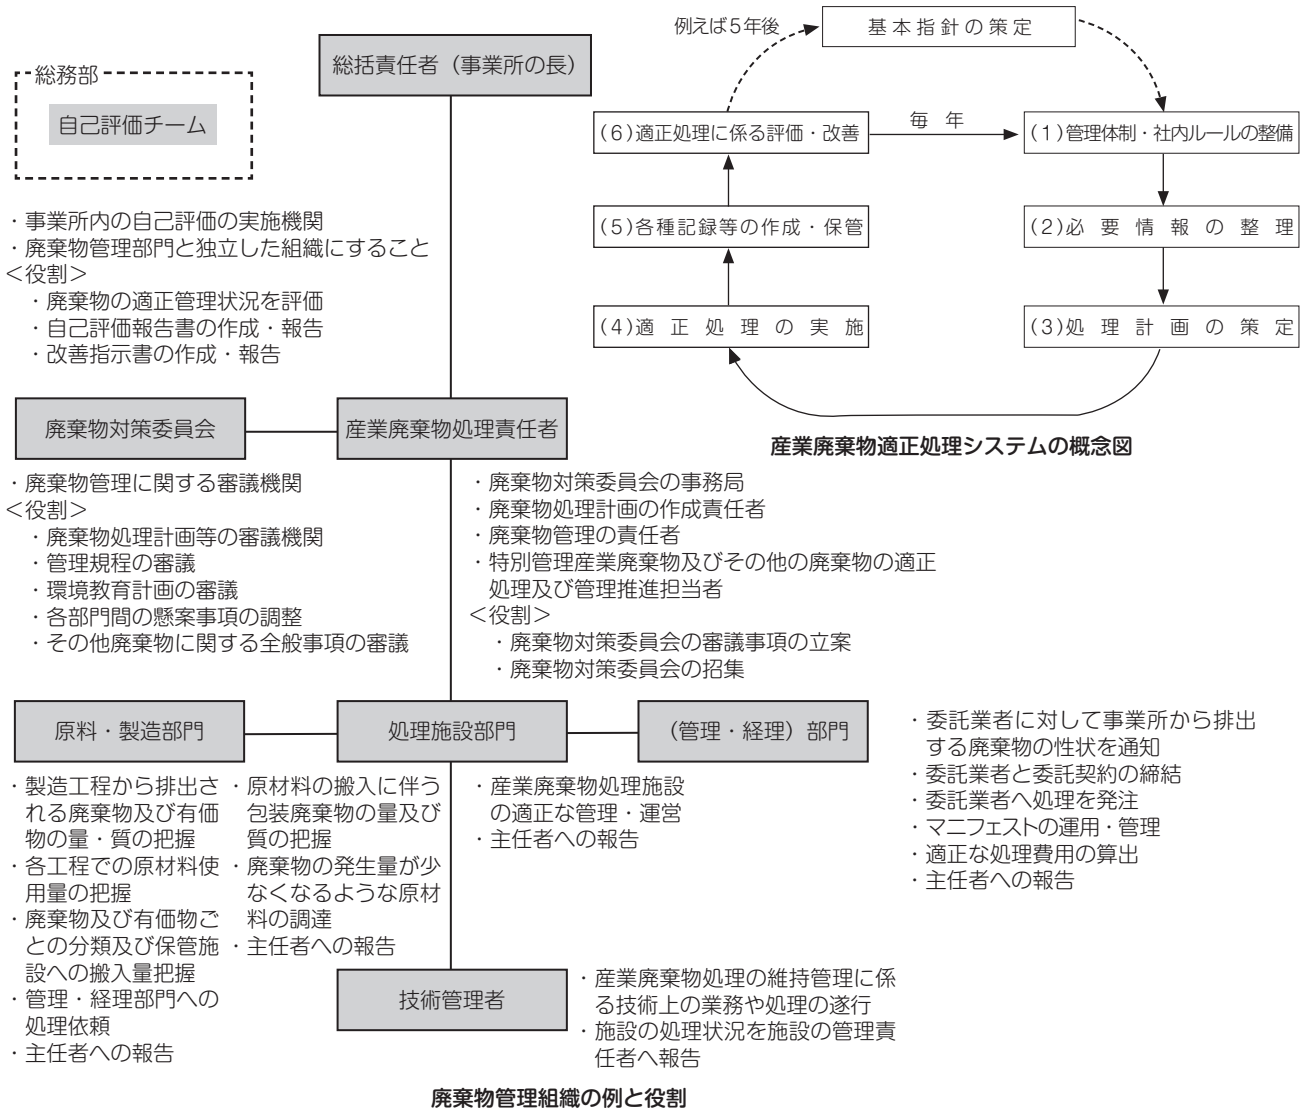 総括責任者（事業所の長）
総務部
自己評価チーム
・事業所内の自己評価の実施機関
・廃棄物管理部門と独立した組織にすること
＜役割＞
・廃棄物の適正管理状況を評価
・自己評価報告書の作成・報告
・改善指示書の作成・報告
例えば５年後
基本指針の策定
(６)適正処理に係る評価・改善
毎年
(１)管理体制・社内ルールの整備
(５)各種記録等の作成・保管
(２)必要情報の整理
(４)適正処理の実施
(３)処理計画の策定
産業廃棄物適正処理システムの概念図
廃棄物対策委員会
産業廃棄物処理責任者
・廃棄物管理に関する審議機関
＜役割＞
・廃棄物処理計画等の審議機関
・管理規程の審議
・環境教育計画の審議
・各部門間の懸案事項の調整
・その他廃棄物に関する全般事項の審議
・廃棄物対策委員会の事務局
・廃棄物処理計画の作成責任者
・廃棄物管理の責任者
・特別管理産業廃棄物及びその他の廃棄物の適正
処理及び管理推進担当者
＜役割＞
・廃棄物対策委員会の審議事項の立案
・廃棄物対策委員会の招集
原料・製造部門
処理施設部門
（管理・経理）部門
・製造工程から排出さ
れる廃棄物及び有価
物の量・質の把握
・各工程での原材料使
用量の把握
・廃棄物及び有価物ご
との分類及び保管施
設への搬入量把握
・管理・経理部門への
処理依頼
・主任者への報告
・原材料の搬入に伴う
包装廃棄物の量及び
質の把握
・廃棄物の発生量が少
なくなるような原材
料の調達
・主任者への報告
・産業廃棄物処理施設
の適正な管理・運営
・主任者への報告
・委託業者に対して事業所から排出
する廃棄物の性状を通知
・委託業者と委託契約の締結
・委託業者へ処理を発注
・マニフェストの運用・管理
・適正な処理費用の算出
・主任者への報告
技術管理者
・産業廃棄物処理の維持管理に係
る技術上の業務や処理の遂行
・施設の処理状況を施設の管理責
任者へ報告
廃棄物管理組織の例と役割